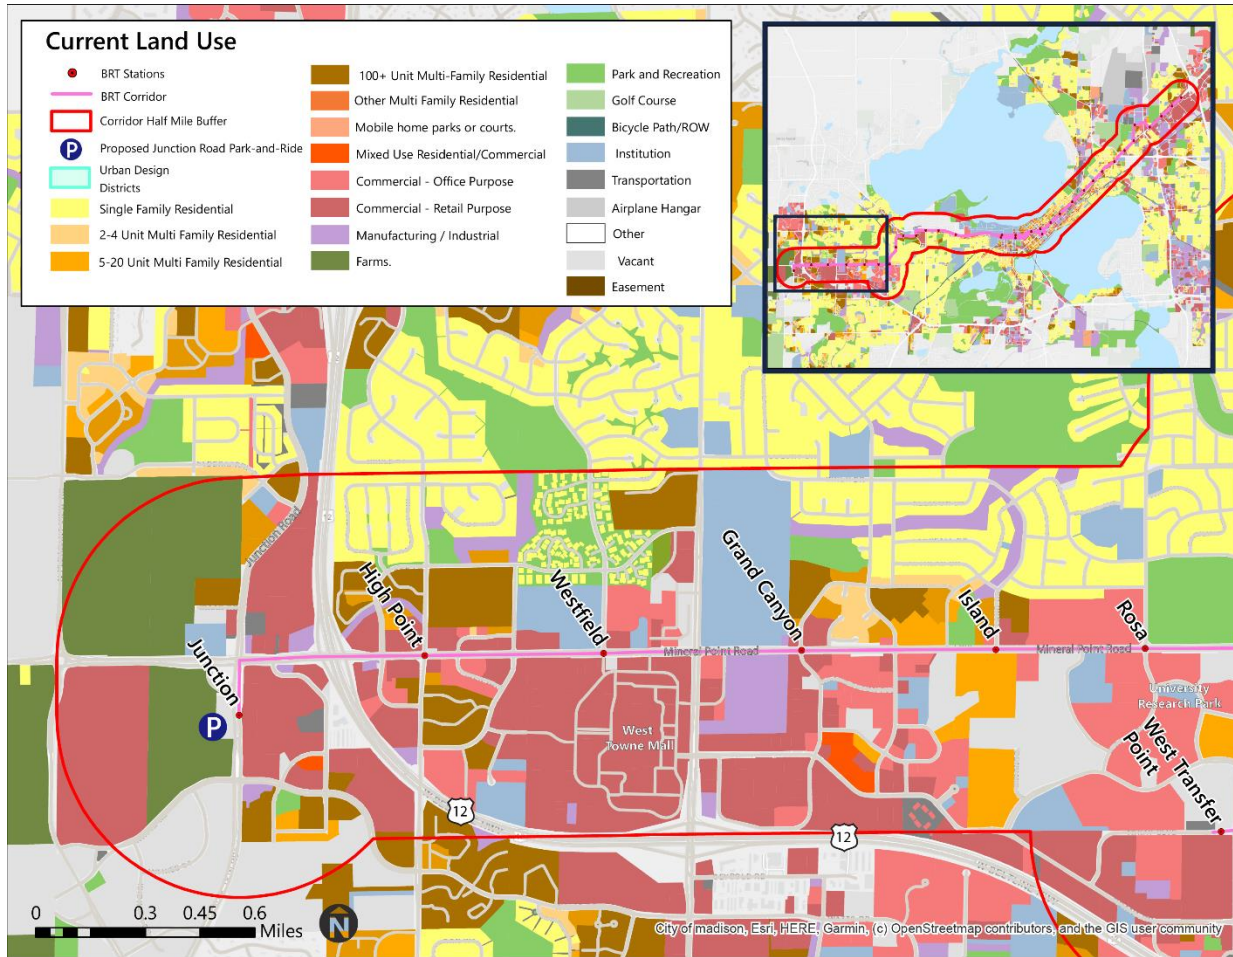 Current Land Use
BRT Stations
BRT Corridor
Corridor Half Mile Buffer
P
Proposed Junction Road Park-and-Ride
Urban Design
Districts
Single Family Residential
2-4 Unit Multi Family Residential
5-20 Unit Multi Family Residential
100+ Unit Multi-Family Residential
Other Multi Family Residential
Mobile home parks or courts.
Mixed Use Residential/Commercial
Commercial - Office Purpose
Commercial - Retail Purpose
Manufacturing / Industrial
Farms.
Park and Recreation
Golf Course
Bicycle Path/ROW
Institution
Transportation
Airplane Hangar
Other
Vacant
Easement
Junction Road
Junction
P
High Point
Westfield
Mineral Point Road
Grand Canyon
Island
Mineral Point Road
Rosa
University
Research Park
West Transfer
Point
West
Towne Mall
12
12
0 0.3 0.45 0.6
Miles
N
City of madison, Esri, HERE, Garmin, (c) OpenStreetmap contributors, and the GIS user community